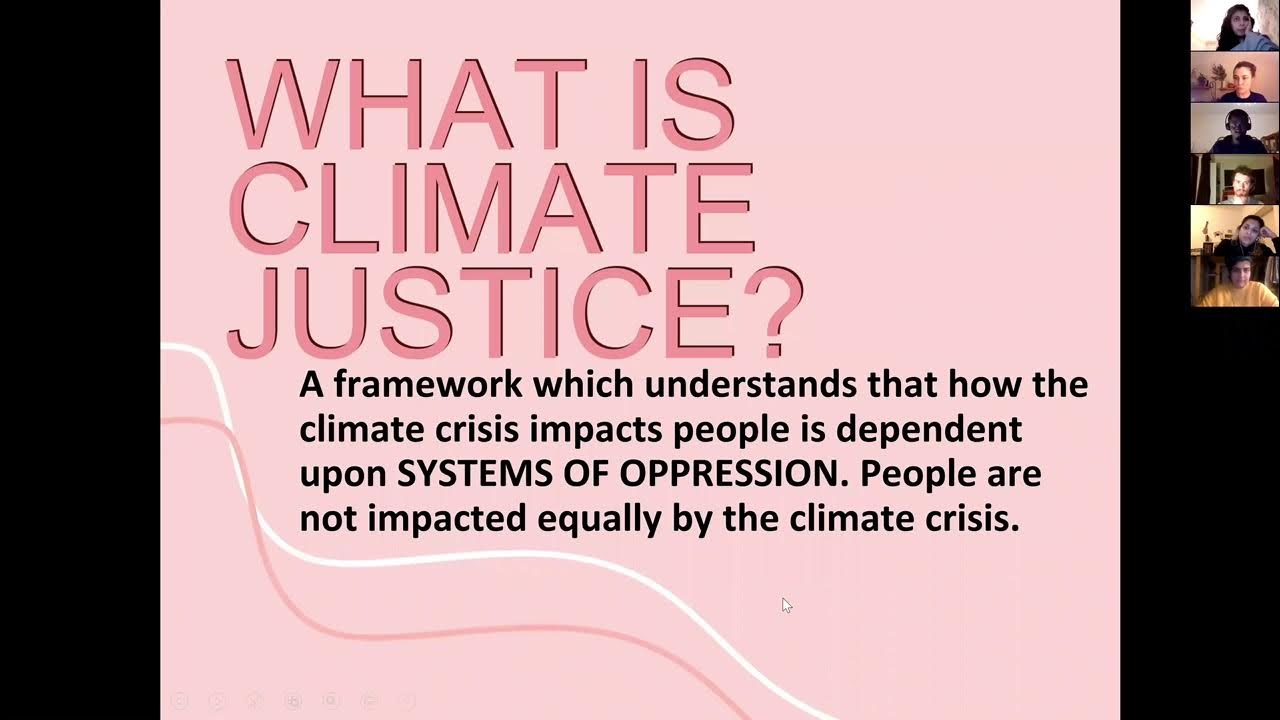 WHAT IS
CLIMATE
JUSTICE?
A framework which understands that how the
climate crisis impacts people is dependent
upon SYSTEMS OF OPPRESSION. People are
not impacted equally by the climate crisis.